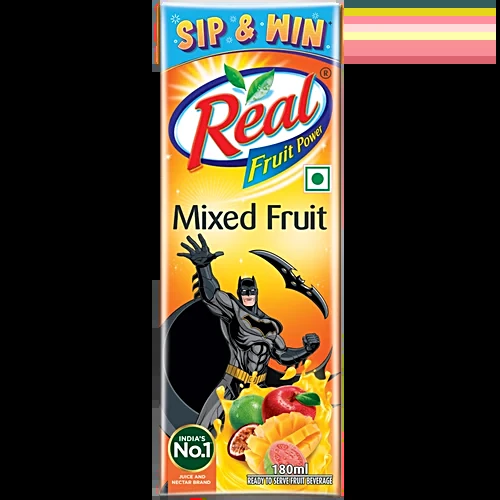 SIP & WIN
Real®
Fruit Power
Mixed Fruit
INDIA'S
No.1
JUICE AND
NECTAR BRAND
180ml
READY TO SERVE FRUIT BEVERAGE